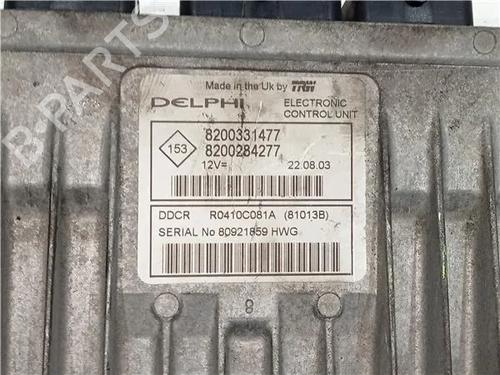 Made in the Uk by TRW
DELPHI ELECTRONIC
CONTROL UNIT
153
8200331477
8200284277
12V= 22.08.03
DDCR R0410C081A (81013B)
SERIAL No 80921859 HWG
8
B-PARTS